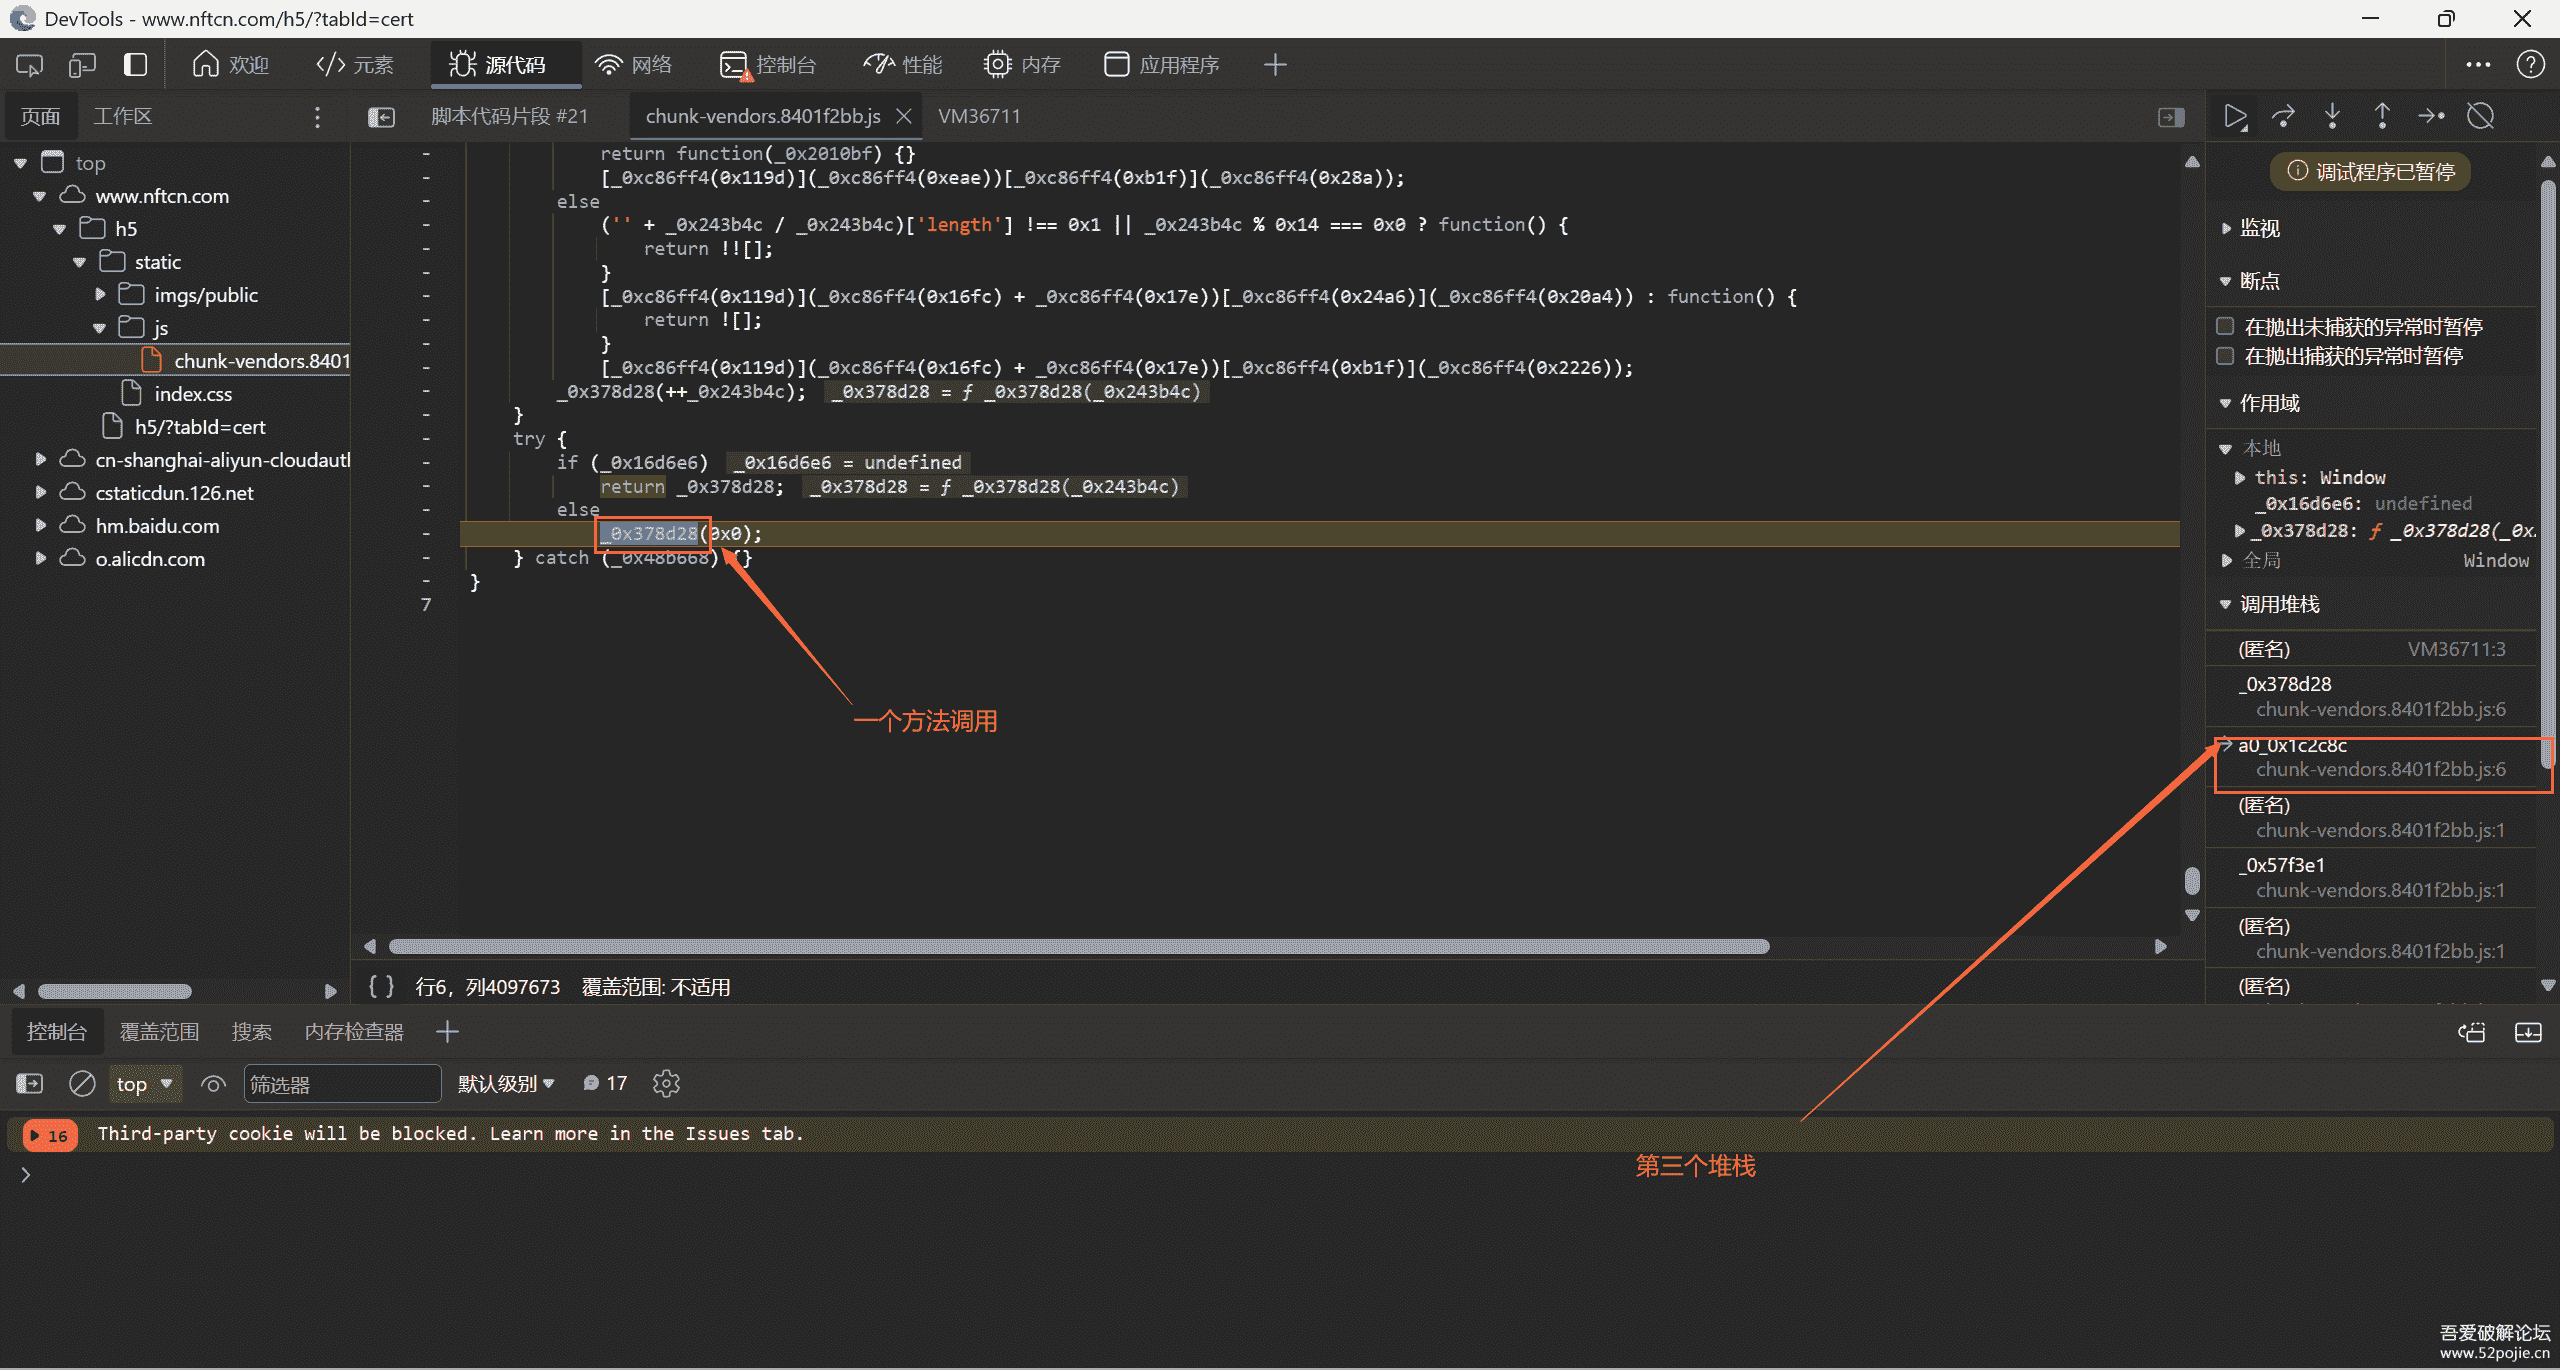 DevTools - www.nftcn.com/h5/?tabId=cert
欢迎
元素
源代码
网络
控制台
性能
内存
应用程序
页面
工作区
脚本代码片段 #21
chunk-vendors.8401f2bb.js
VM36711
top
www.nftcn.com
h5
static
imgs/public
js
chunk-vendors.8401
index.css
h5/?tabId=cert
cn-shanghai-aliyun-cloudauth
cstaticdun.126.net
hm.baidu.com
o.alicdn.com
return function(_0x2010bf) {}
[_0xc86ff4(0x119d)](_0xc86ff4(0xeae))[_0xc86ff4(0xb1f)](_0xc86ff4(0x28a));
else
('' + _0x243b4c / _0x243b4c)['length'] !== 0x1 || _0x243b4c % 0x14 === 0x0 ? function() {
return !![];
}
[_0xc86ff4(0x119d)](_0xc86ff4(0x16fc) + _0xc86ff4(0x17e))[_0xc86ff4(0x24a6)](_0xc86ff4(0x20a4)) : function() {
return ![];
}
[_0xc86ff4(0x119d)](_0xc86ff4(0x16fc) + _0xc86ff4(0x17e))[_0xc86ff4(0xb1f)](_0xc86ff4(0x2226));
_0x378d28(++_0x243b4c); _0x378d28 = ƒ _0x378d28(_0x243b4c)
}
try {
if (_0x16d6e6) _0x16d6e6 = undefined
return _0x378d28; _0x378d28 = ƒ _0x378d28(_0x243b4c)
else
_0x378d28(0x0);
} catch (_0x48b668) {}
}
7
一个方法调用
{ } 行6，列4097673 覆盖范围: 不适用
调试程序已暂停
监视
断点
在抛出未捕获的异常时暂停
在抛出捕获的异常时暂停
作用域
本地
this: Window
_0x16d6e6: undefined
_0x378d28: ƒ _0x378d28(_0x
全局 Window
调用堆栈
(匿名) VM36711:3
_0x378d28
chunk-vendors.8401f2bb.js:6
a0_0x1c2c8c
chunk-vendors.8401f2bb.js:6
(匿名)
chunk-vendors.8401f2bb.js:1
_0x57f3e1
chunk-vendors.8401f2bb.js:1
(匿名)
chunk-vendors.8401f2bb.js:1
(匿名)
控制台
覆盖范围
搜索
内存检查器
top
筛选器
默认级别
17
16 Third-party cookie will be blocked. Learn more in the Issues tab.
第三个堆栈
吾爱破解论坛
www.52pojie.cn